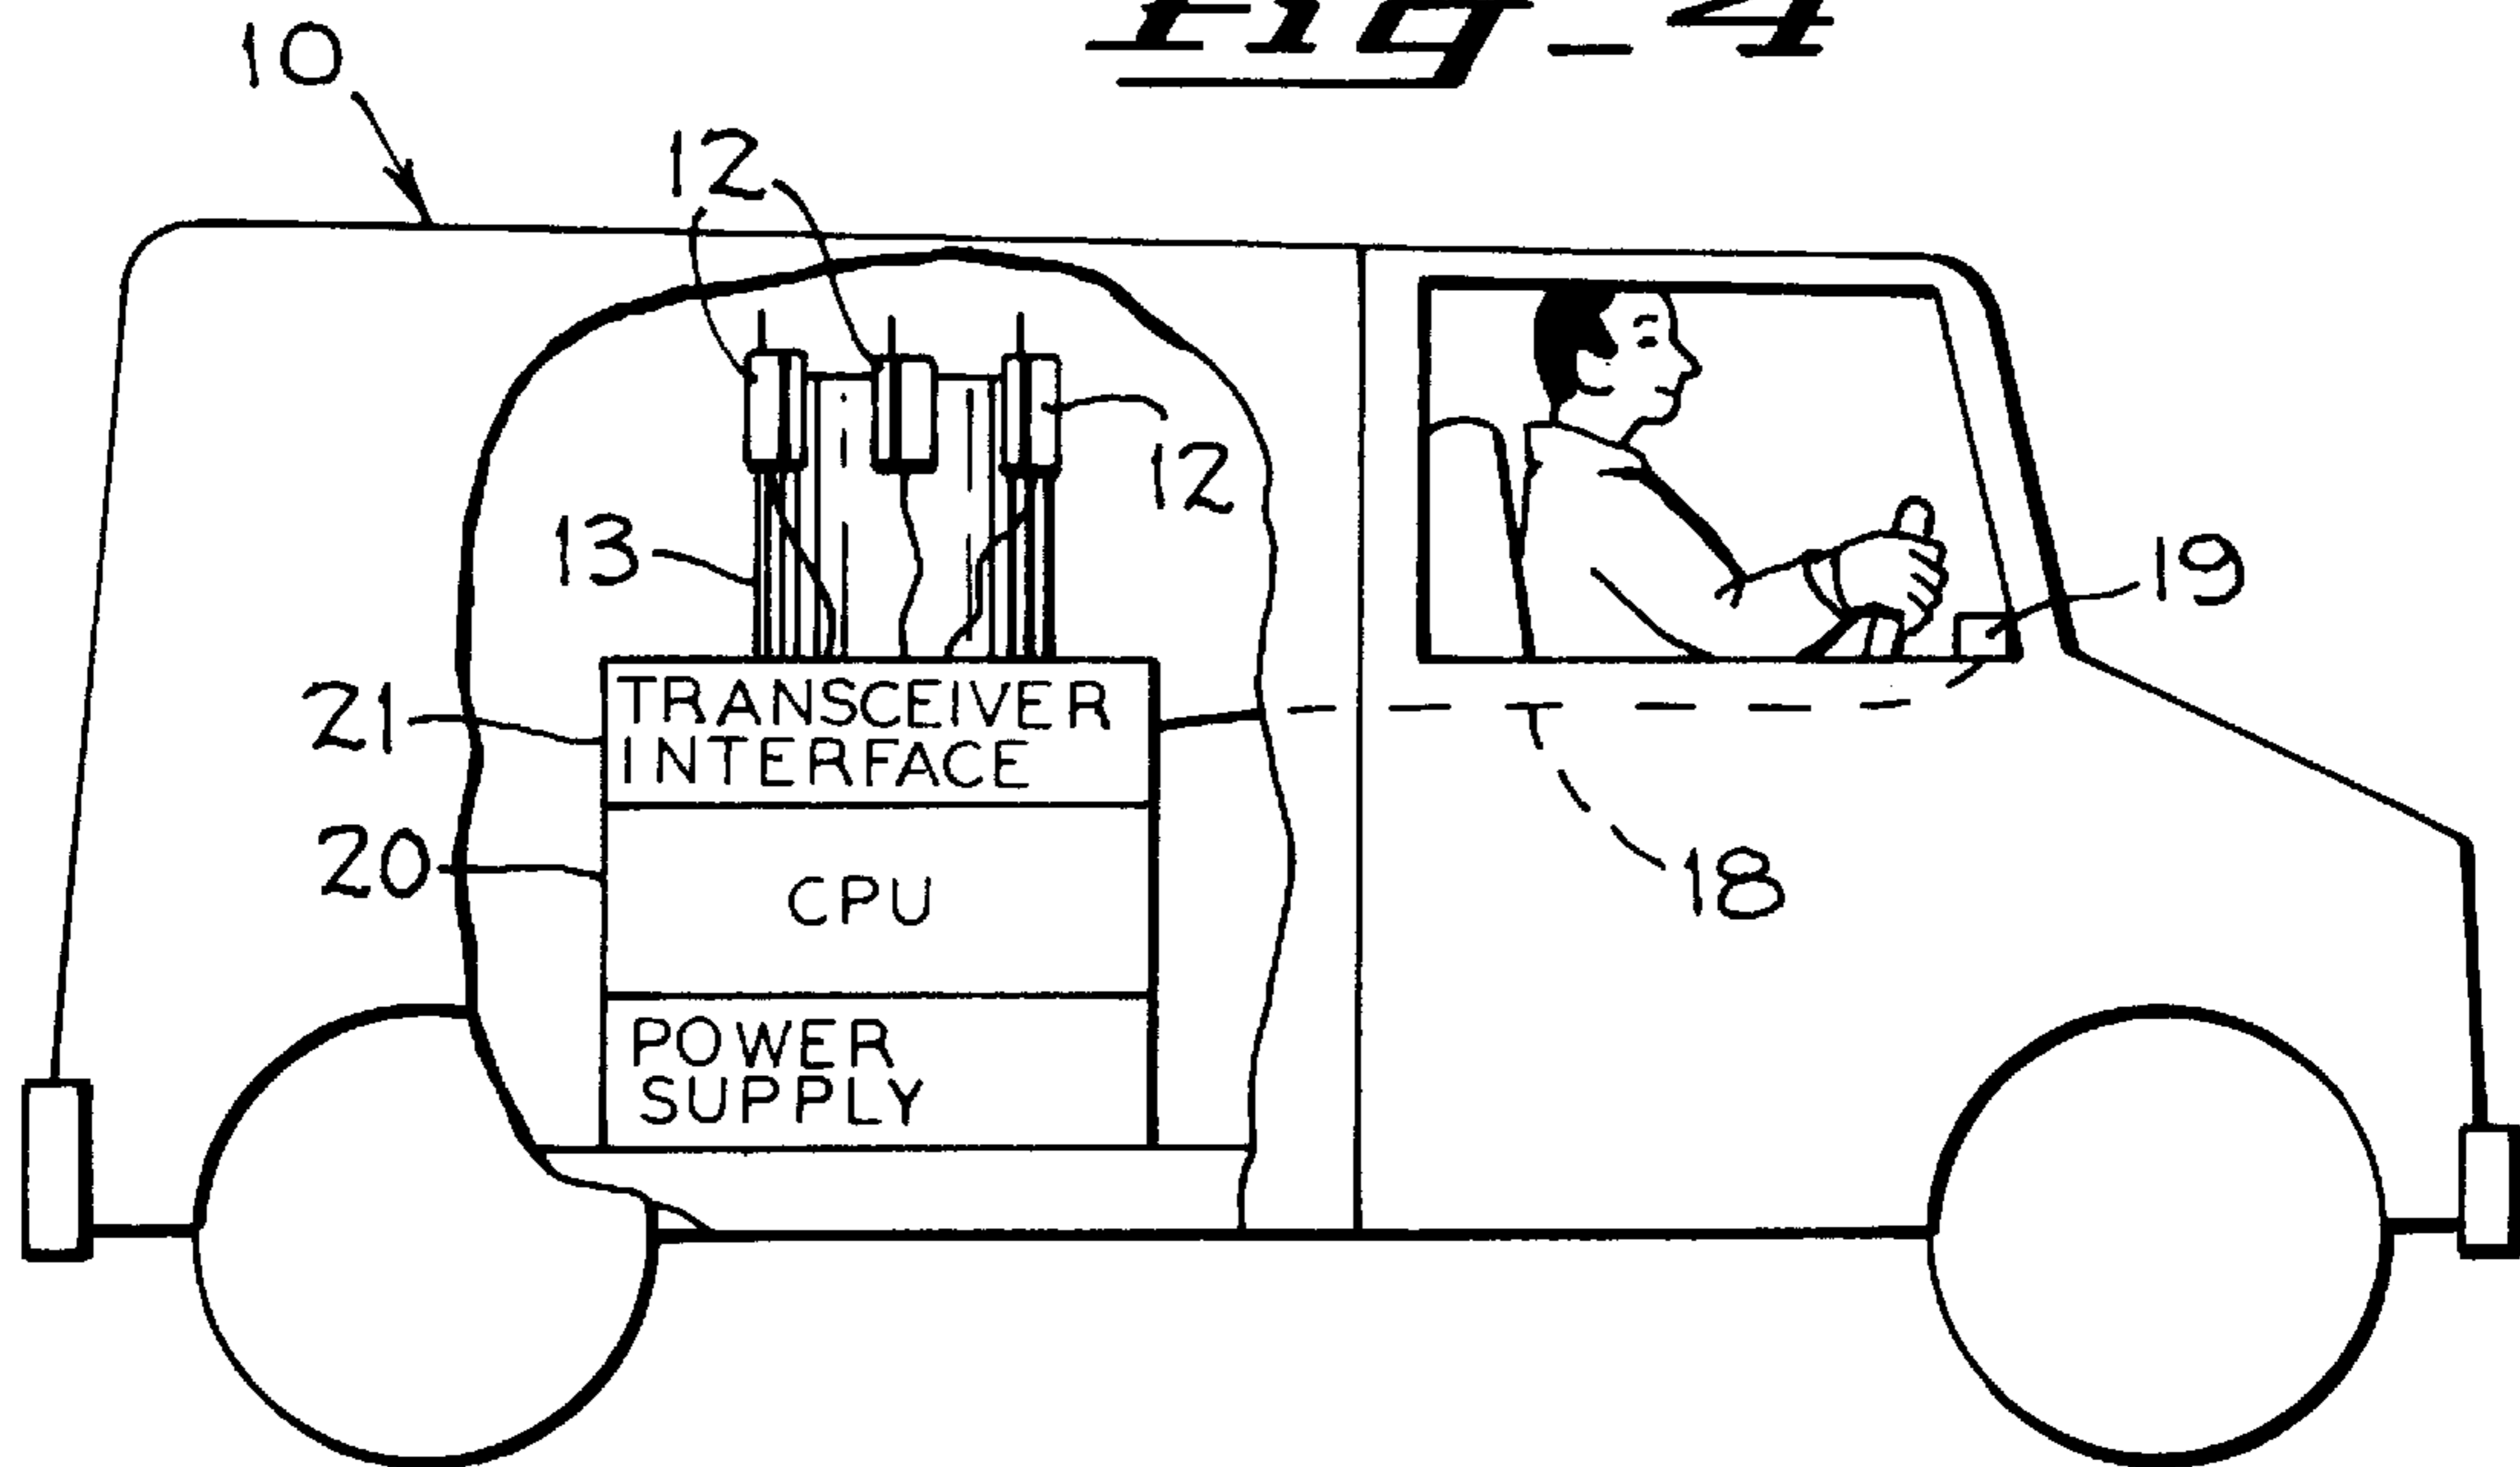 Fig-4
10
12
12
13
19
21
TRANSCEIVER
INTERFACE
20
CPU
18
POWER
SUPPLY